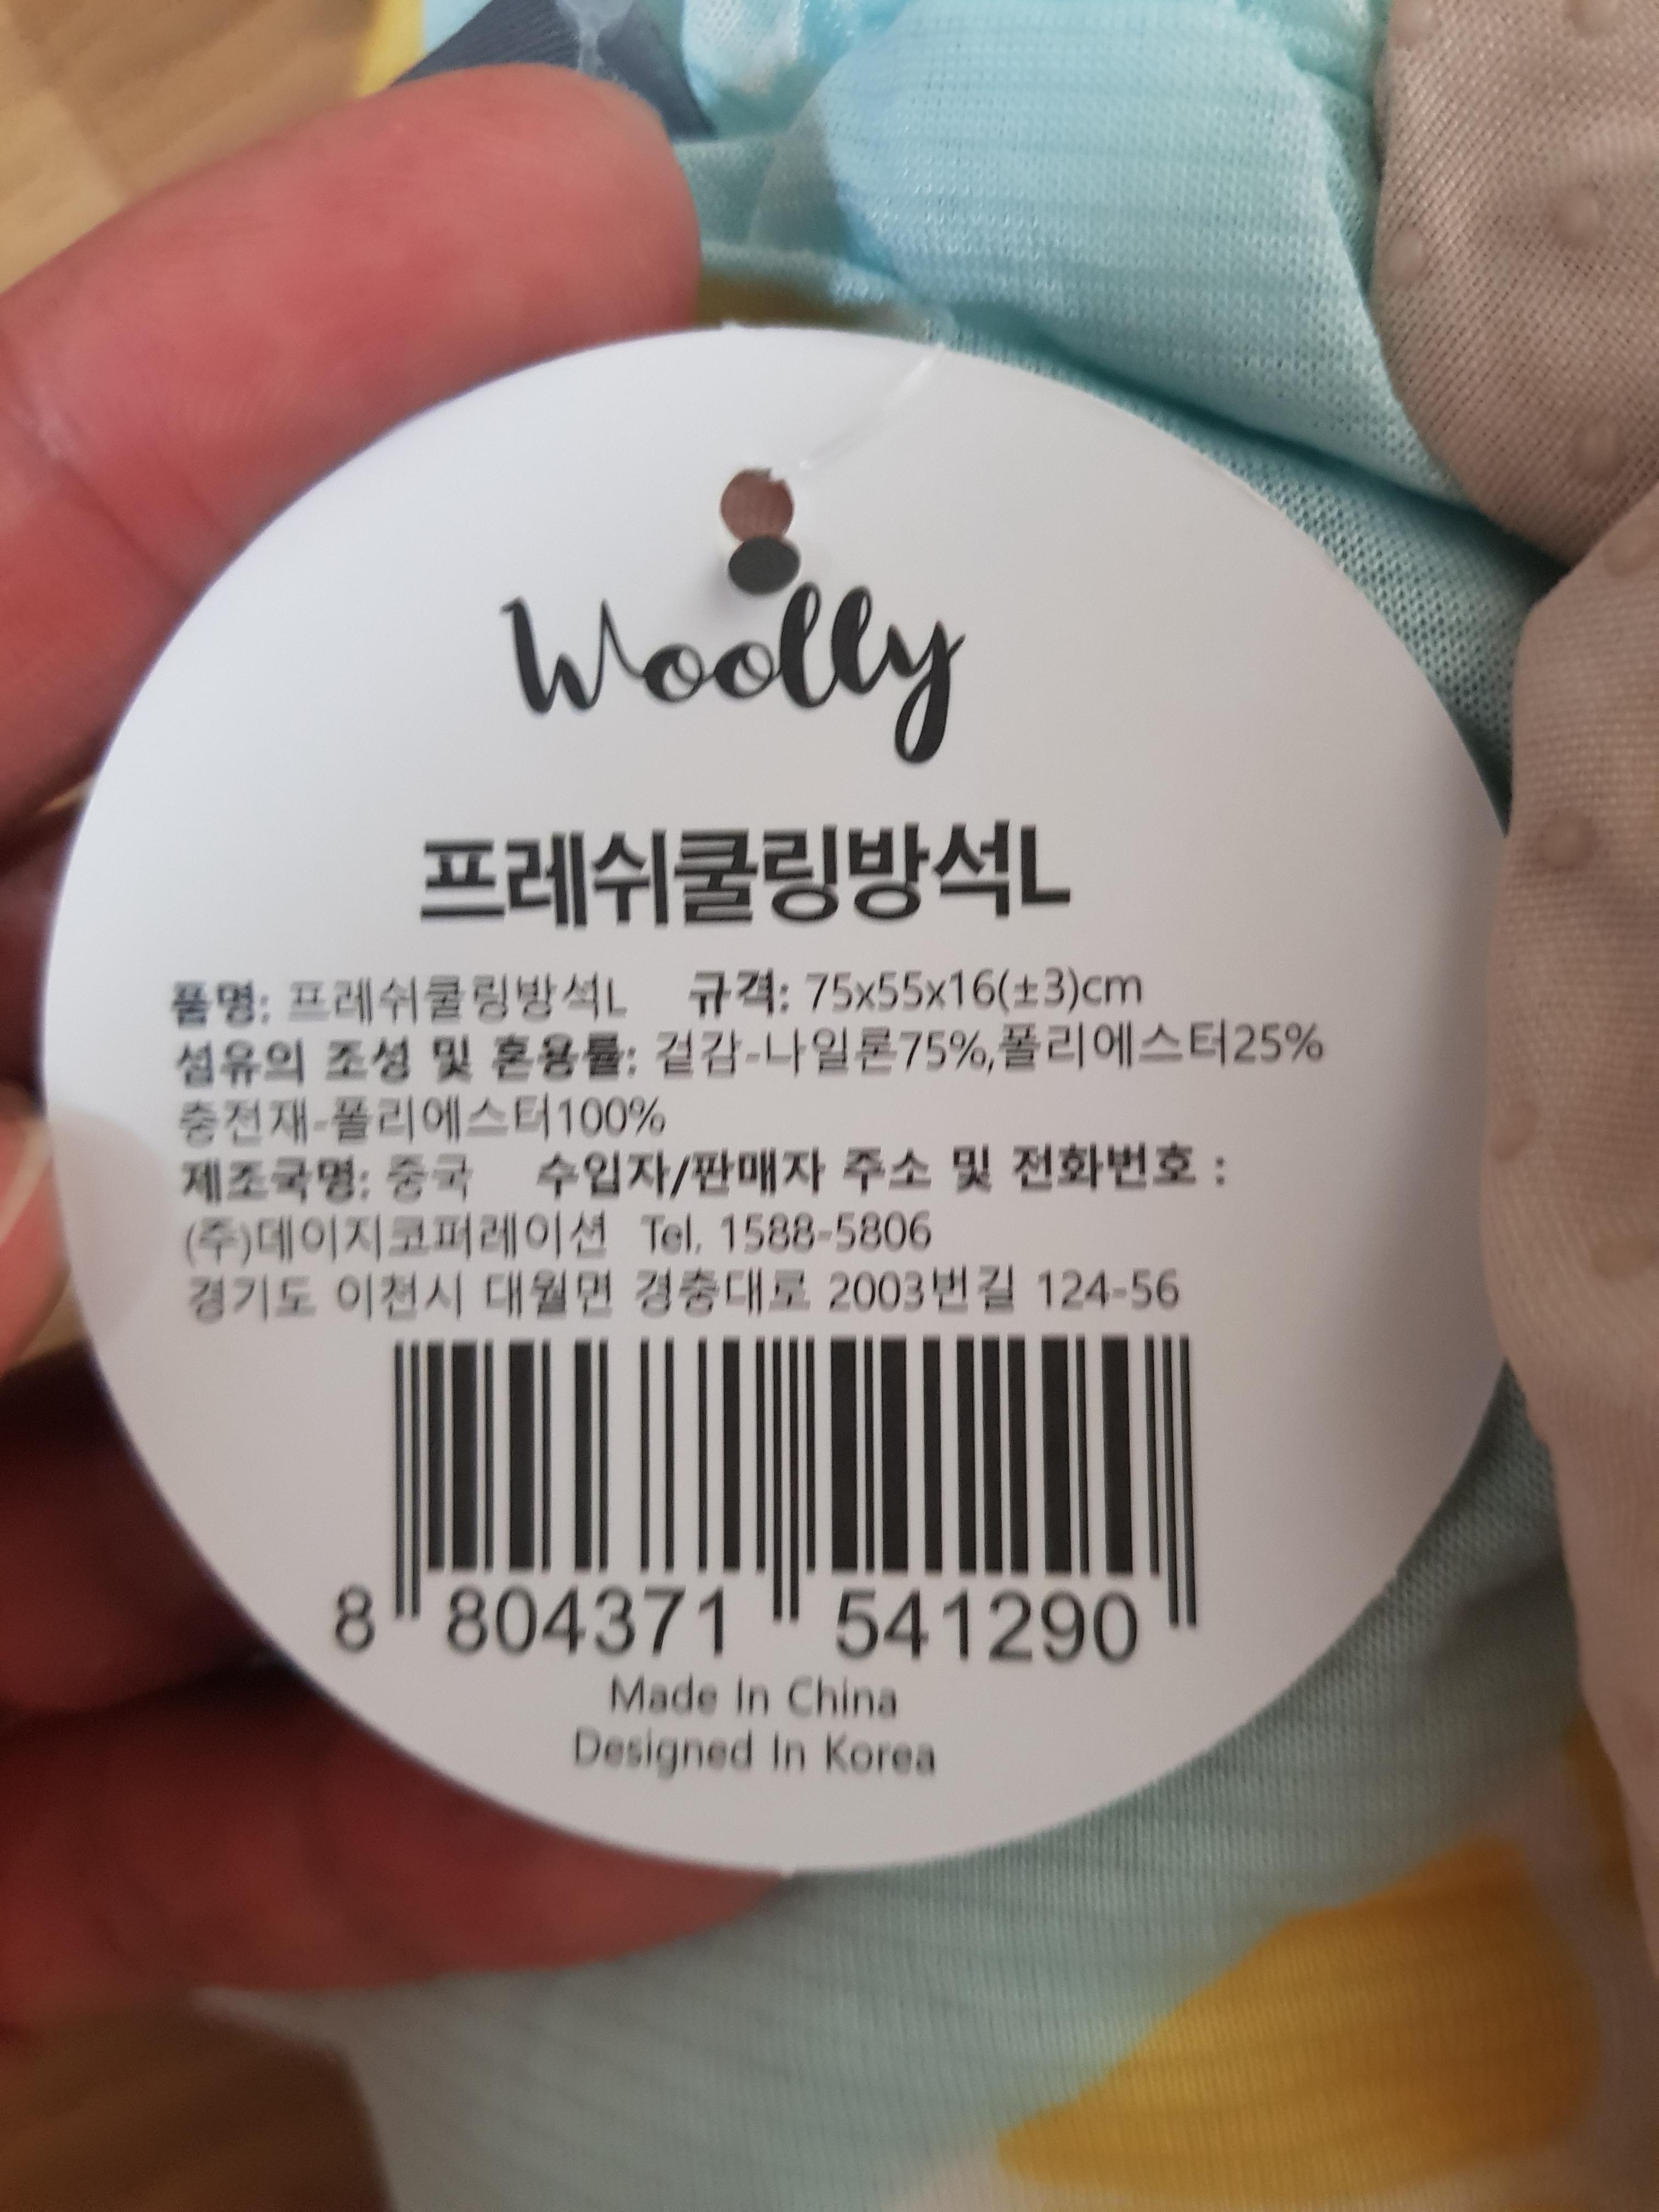 Woolly
프레쉬쿨링방석L
품명: 프레쉬쿨링방석L 규격: 75x55x16(±3)cm
섬유의 조성 및 혼용률: 겉감-나일론75%,폴리에스터25%
충전재-폴리에스터100%
제조국명: 중국 수입자/판매자 주소 및 전화번호 :
(주)데이지코퍼레이션 Tel. 1588-5806
경기도 이천시 대월면 경충대로 2003번길 124-56
8 804371 541290
Made In China
Designed In Korea